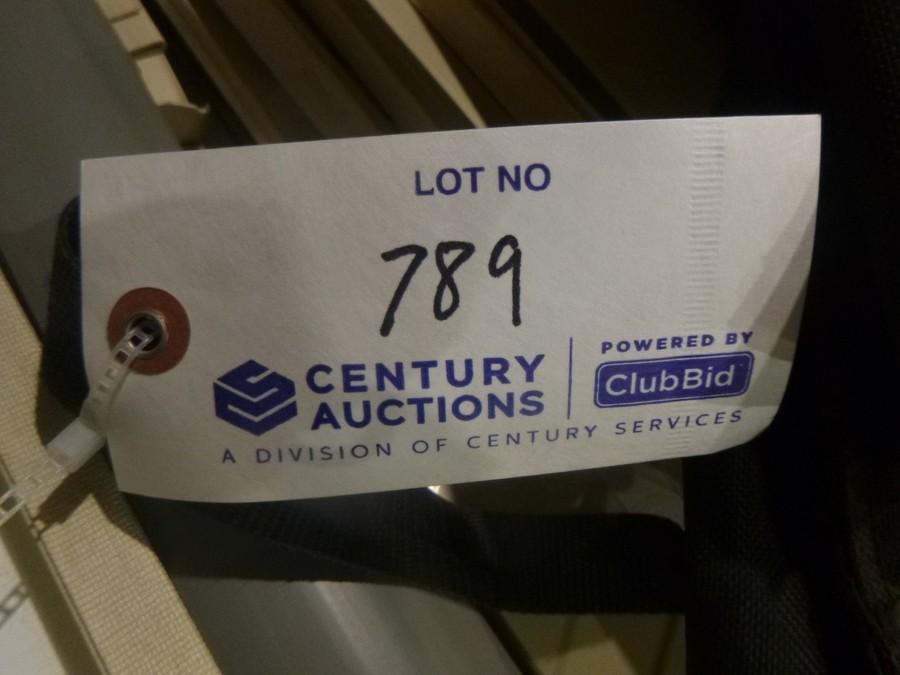 LOT NO
789
CENTURY
AUCTIONS
POWERED BY
ClubBid
A DIVISION OF CENTURY SERVICES